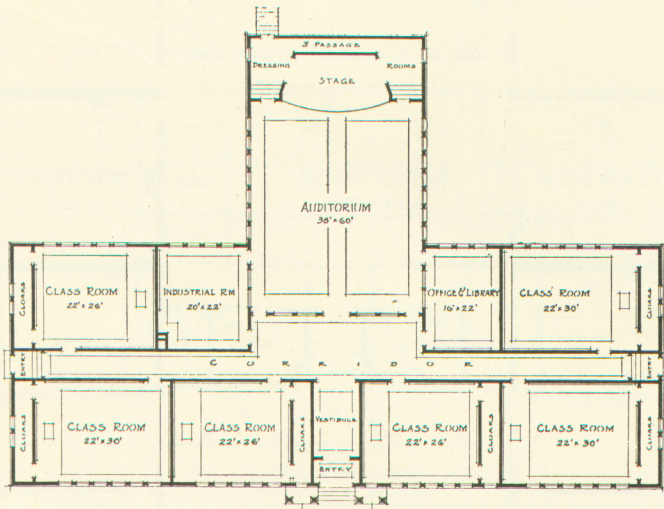 3' PASSAGE
DRESSING ROOMS
STAGE
AUDITORIUM
38' × 60'
CLOAKS
CLASS ROOM
22' × 26'
INDUSTRIAL RM
20' × 22'
OFFICE & LIBRARY
16' × 22'
CLASS ROOM
22' × 30'
CLOAKS
ENTRY
CORRIDOR
ENTRY
CLOAKS
CLASS ROOM
22' × 30'
CLASS ROOM
22' × 26'
CLOAKS
VESTIBULE
ENTRY
CLASS ROOM
22' × 26'
CLOAKS
CLASS ROOM
22' × 30'
CLOAKS